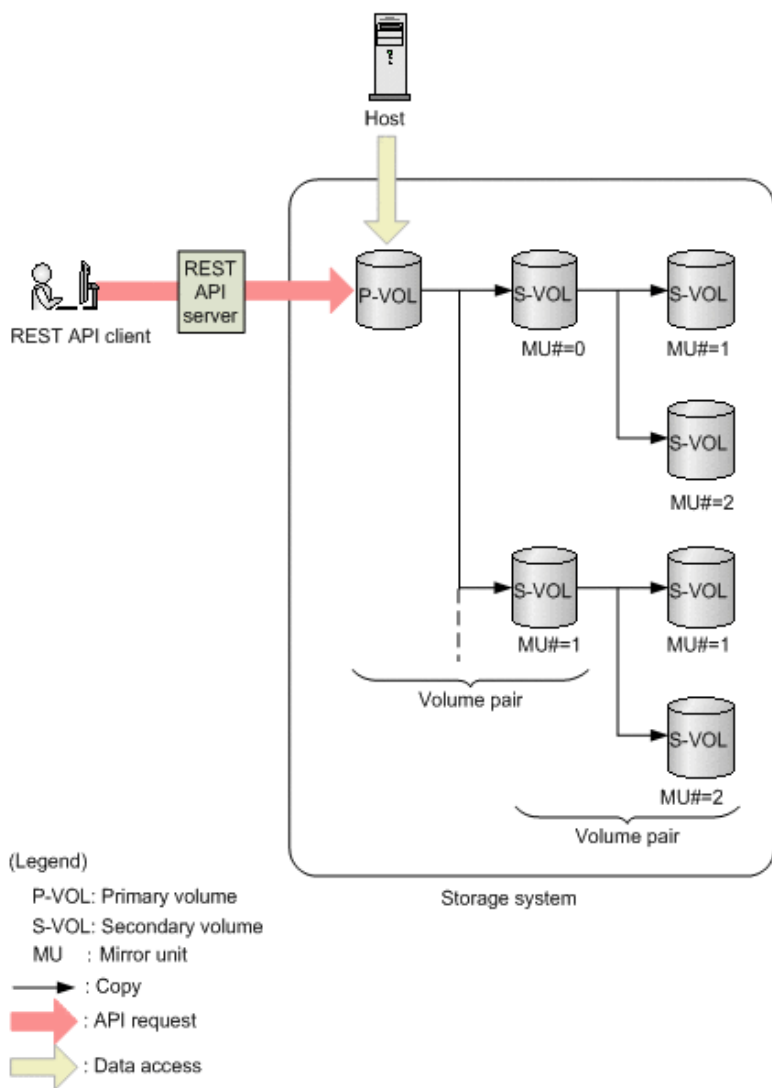 Host
REST
API
server
REST API client
P-VOL
S-VOL
S-VOL
MU#=0
MU#=1
S-VOL
MU#=2
S-VOL
S-VOL
MU#=1
MU#=1
Volume pair
S-VOL
MU#=2
Volume pair
Storage system
(Legend)
P-VOL: Primary volume
S-VOL: Secondary volume
MU : Mirror unit
: Copy
: API request
: Data access